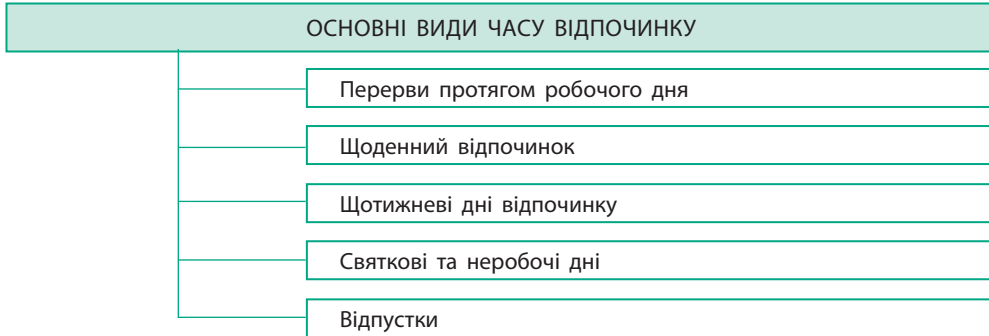 ОСНОВНІ ВИДИ ЧАСУ ВІДПОЧИНКУ
Перерви протягом робочого дня
Щоденний відпочинок
Щотижневі дні відпочинку
Святкові та неробочі дні
Відпустки